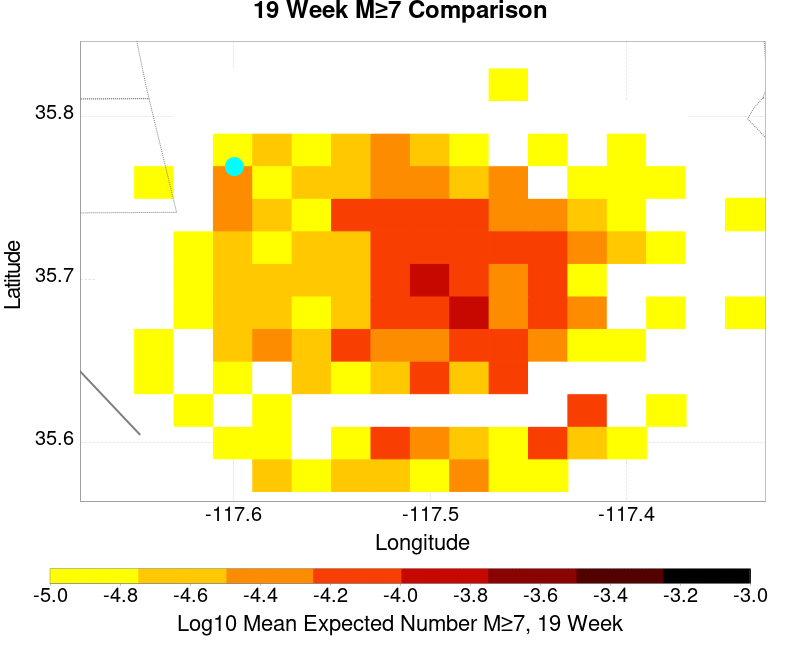 19 Week M≥7 Comparison
35.8
35.7
35.6
Latitude
-117.6 -117.5 -117.4
Longitude
-5.0 -4.8 -4.6 -4.4 -4.2 -4.0 -3.8 -3.6 -3.4 -3.2 -3.0
Log10 Mean Expected Number M≥7, 19 Week